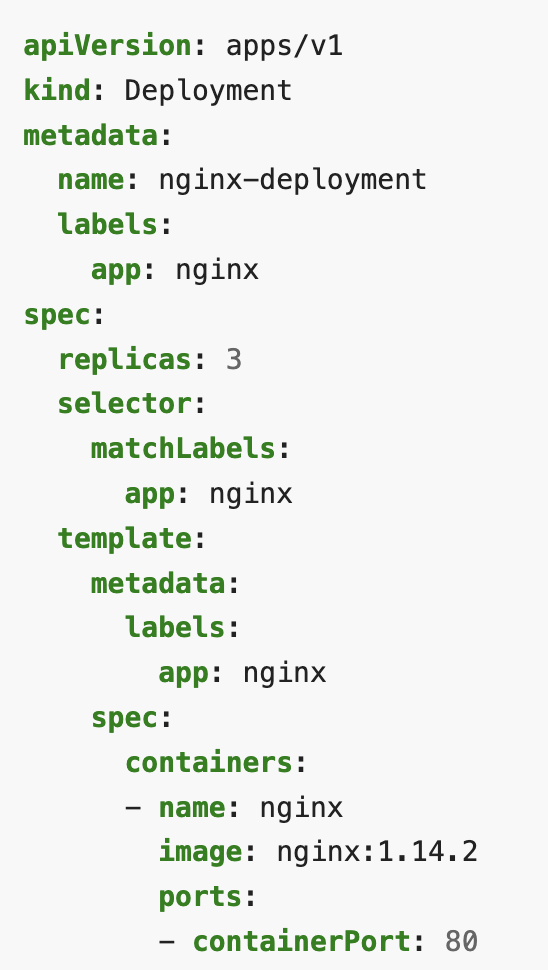 apiVersion: apps/v1
kind: Deployment
metadata:
  name: nginx-deployment
  labels:
    app: nginx
spec:
  replicas: 3
  selector:
    matchLabels:
      app: nginx
  template:
    metadata:
      labels:
        app: nginx
    spec:
      containers:
      - name: nginx
        image: nginx:1.14.2
        ports:
        - containerPort: 80